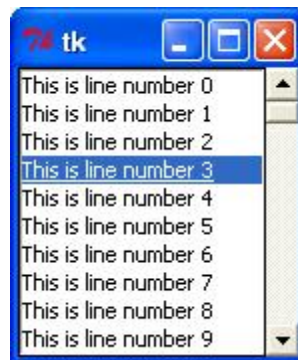 tk
This is line number 0
This is line number 1
This is line number 2
This is line number 3
This is line number 4
This is line number 5
This is line number 6
This is line number 7
This is line number 8
This is line number 9